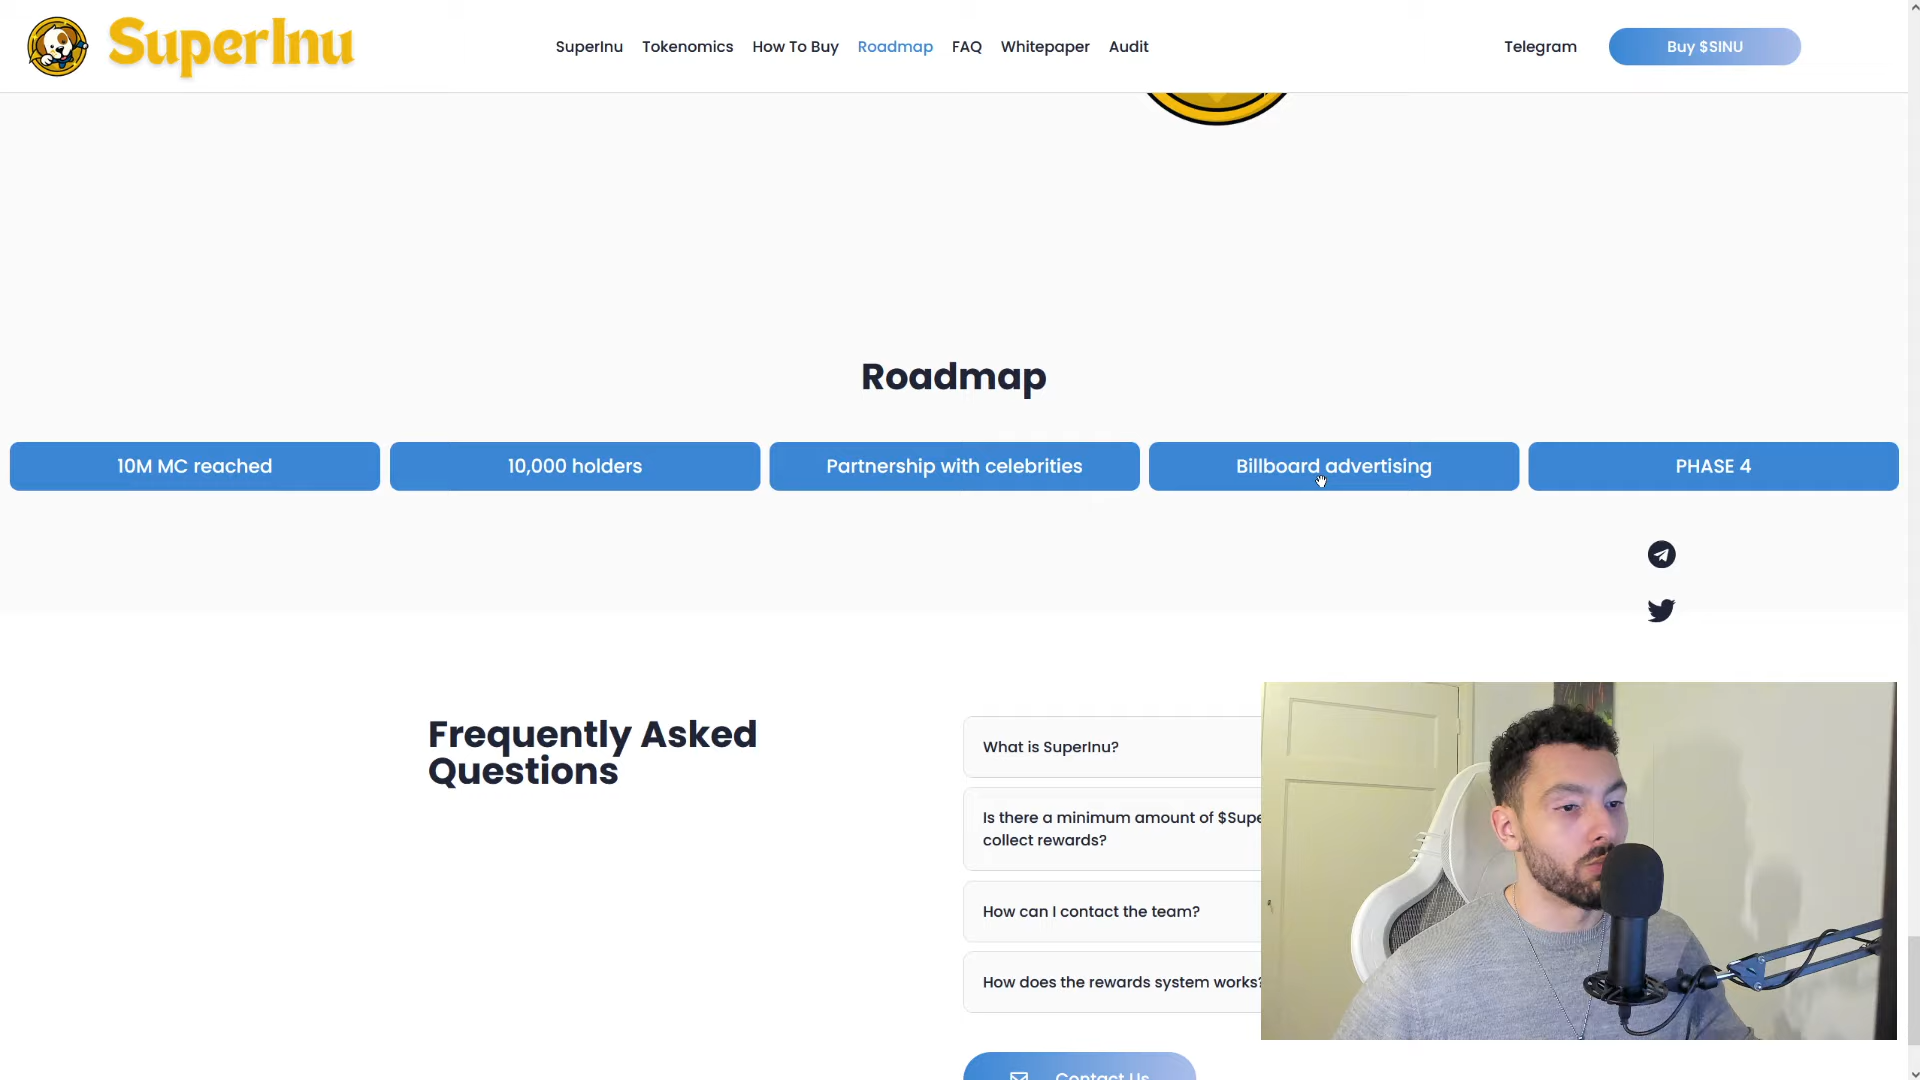 SuperInu
SuperInu Tokenomics How To Buy Roadmap FAQ Whitepaper Audit
Telegram
Buy $SINU
Roadmap
10M MC reached
10,000 holders
Partnership with celebrities
Billboard advertising
PHASE 4
Frequently Asked
Questions
What is SuperInu?
Is there a minimum amount of $Supe
collect rewards?
How can I contact the team?
How does the rewards system works?
Contact Us